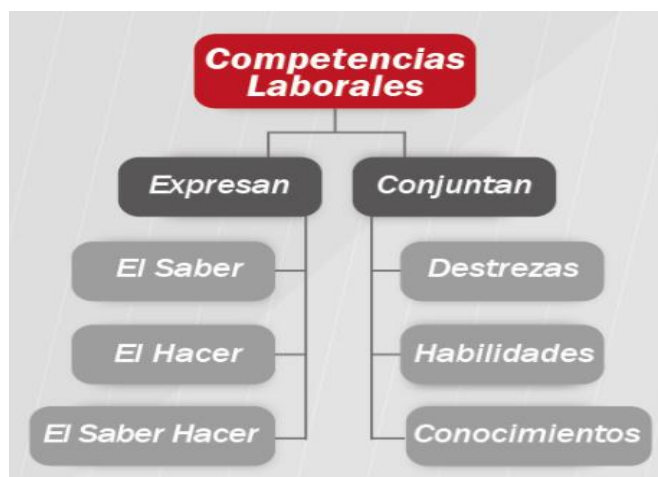 Competencias
Laborales
Expresan
Conjuntan
El Saber
Destrezas
El Hacer
Habilidades
El Saber Hacer
Conocimientos